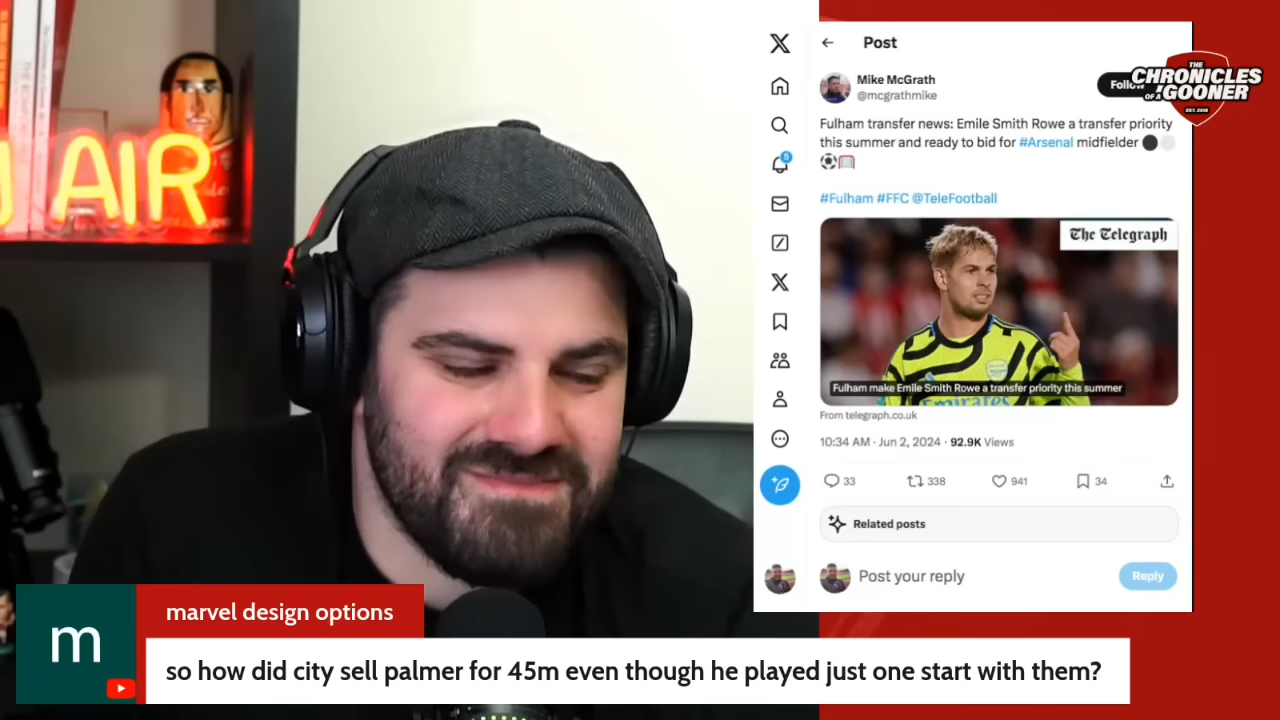 AIR
Post
Mike McGrath
@mcgrathmike
THE
CHRONICLES
OF A GOONER
Fulham transfer news: Emile Smith Rowe a transfer priority
this summer and ready to bid for #Arsenal midfielder
#Fulham #FFC @TeleFootball
The Telegraph
Fulham make Emile Smith Rowe a transfer priority this summer
From telegraph.co.uk
10:34 AM · Jun 2, 2024 · 92.9K Views
33 338 941 34
Related posts
Post your reply
Reply
m
marvel design options
so how did city sell palmer for 45m even though he played just one start with them?